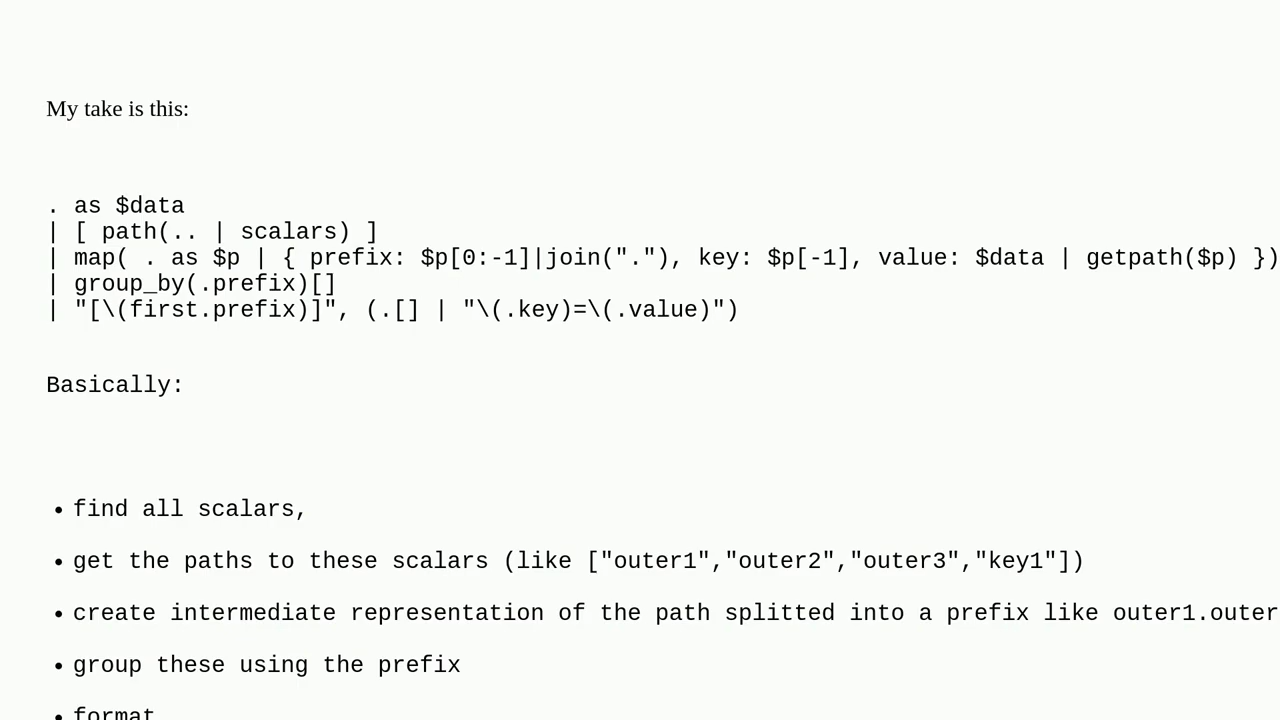 My take is this:
. as $data
| [ path(.. | scalars) ]
| map( . as $p | { prefix: $p[0:-1]|join("."), key: $p[-1], value: $data | getpath($p) })
| group_by(.prefix)[]
| "[\(first.prefix)]", (.[] | "\(.key)=\(.value)")
Basically:
• find all scalars,
• get the paths to these scalars (like ["outer1","outer2","outer3","key1"])
• create intermediate representation of the path splitted into a prefix like outer1.outer
• group these using the prefix
• format